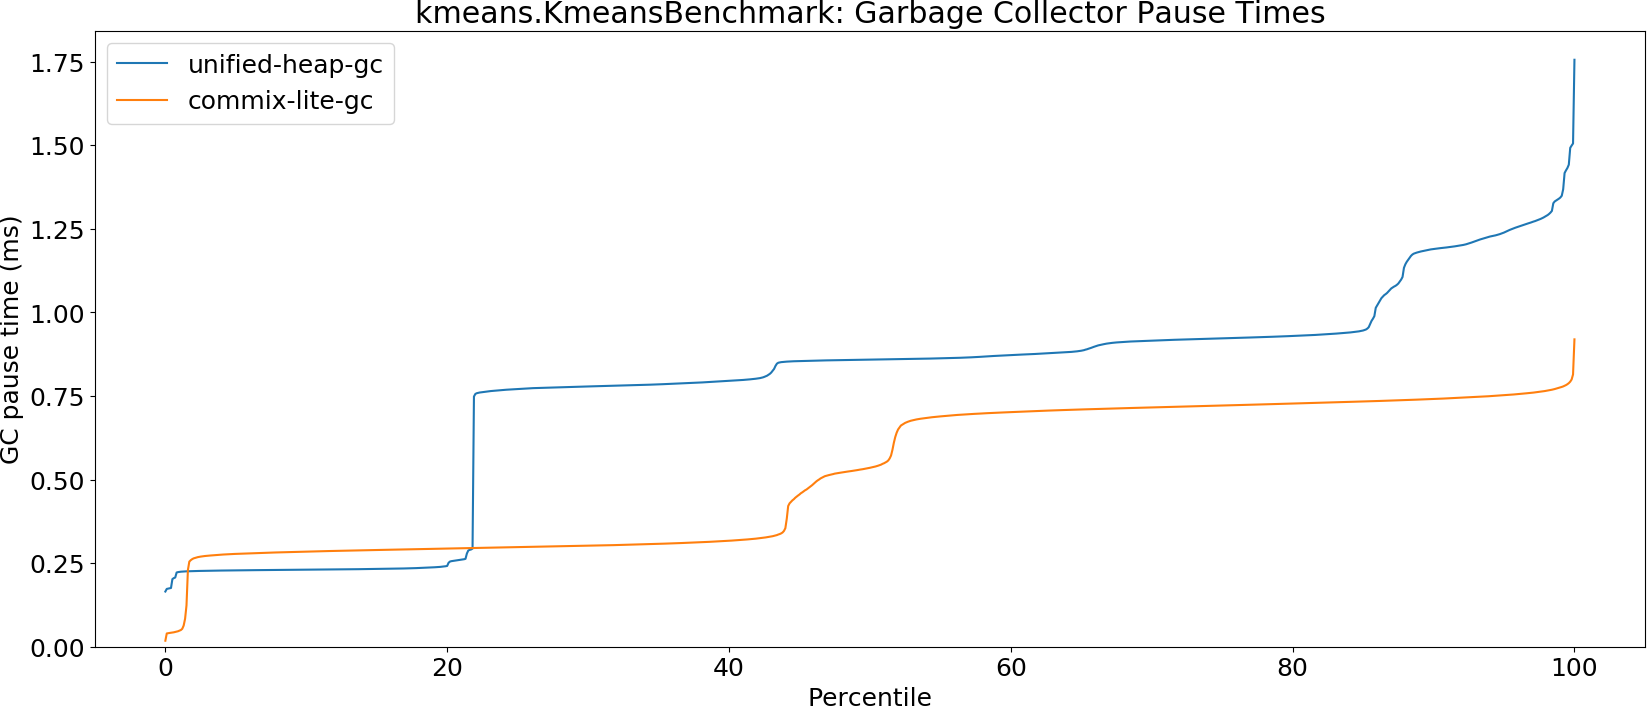 kmeans.KmeansBenchmark: Garbage Collector Pause Times
unified-heap-gc
commix-lite-gc
GC pause time (ms)
1.75
1.50
1.25
1.00
0.75
0.50
0.25
0.00
0 20 40 60 80 100
Percentile